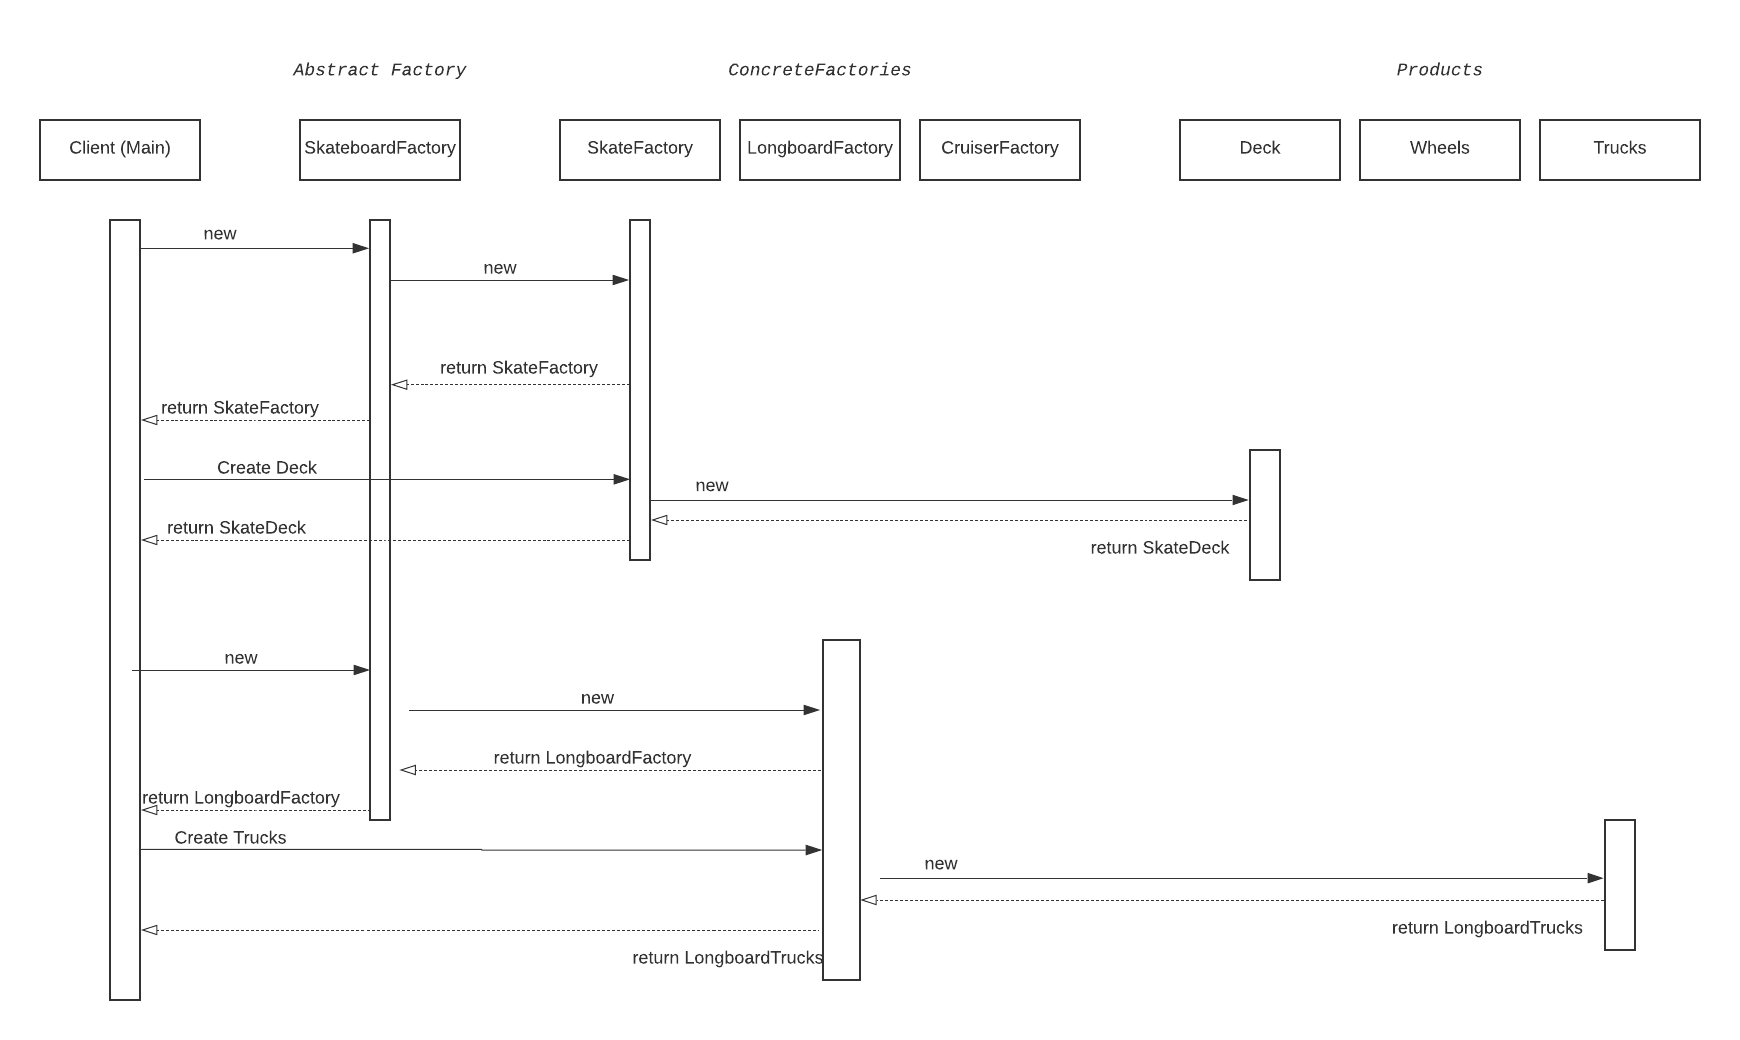 Abstract Factory
ConcreteFactories
Products
Client (Main)
SkateboardFactory
SkateFactory
LongboardFactory
CruiserFactory
Deck
Wheels
Trucks
new
new
return SkateFactory
return SkateFactory
Create Deck
new
return SkateDeck
return SkateDeck
new
new
return LongboardFactory
return LongboardFactory
Create Trucks
new
return LongboardTrucks
return LongboardTrucks